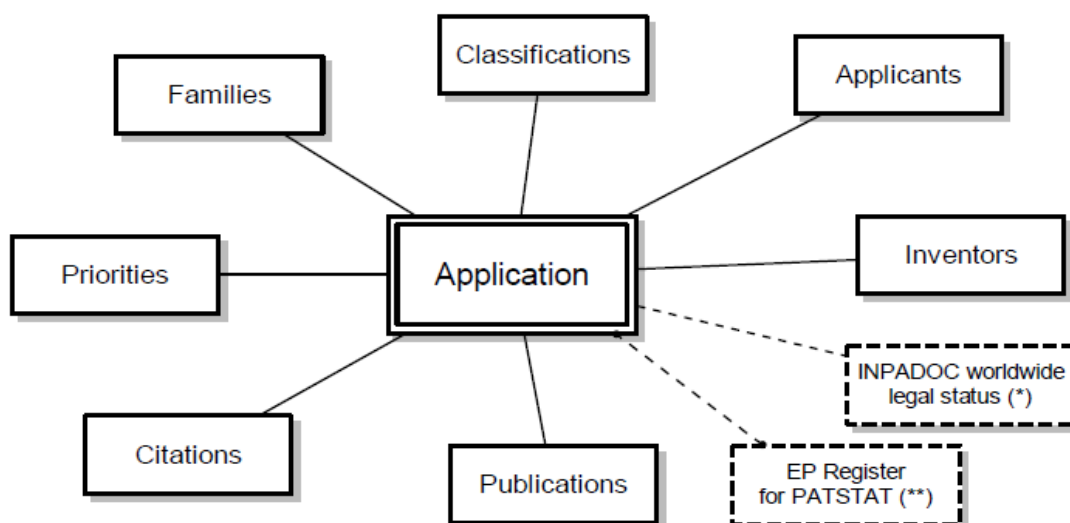 Classifications
Applicants
Families
Application
Inventors
Priorities
INPADOC worldwide
legal status (*)
Citations
Publications
EP Register
for PATSTAT (**)